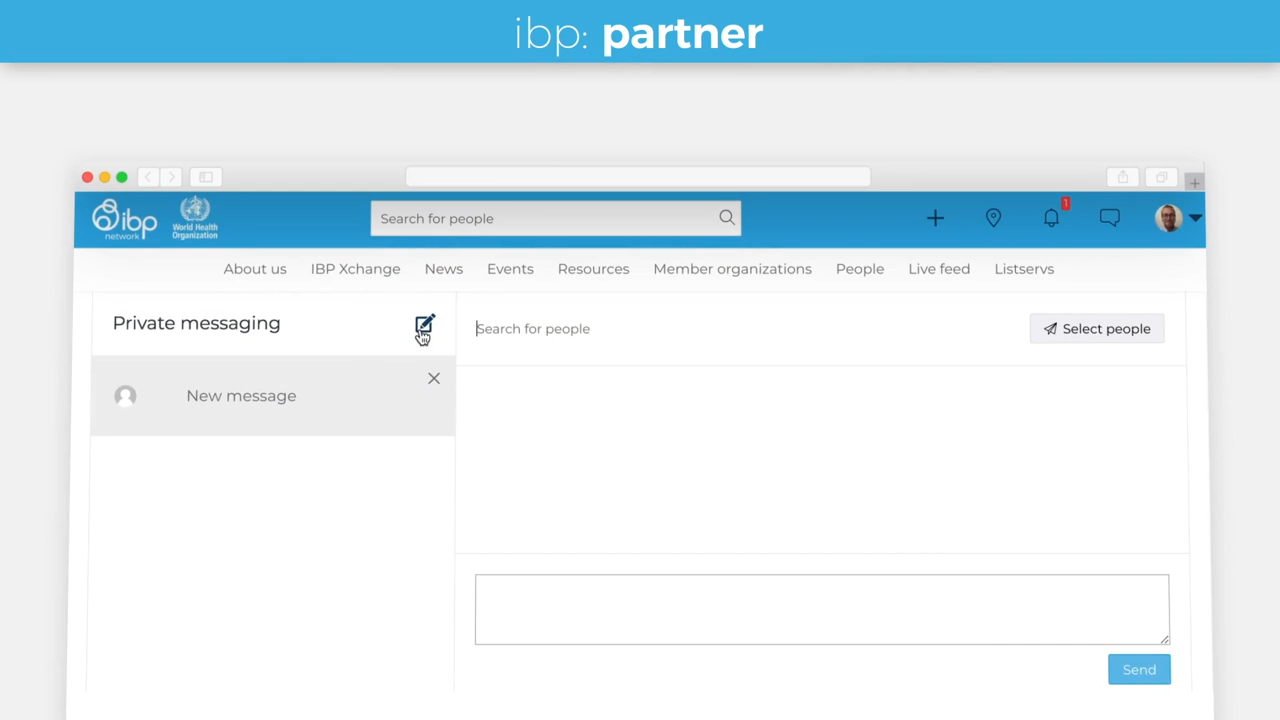 ibp: partner
ibp
network
World Health
Organization
Search for people
1
About us
IBP Xchange
News
Events
Resources
Member organizations
People
Live feed
Listservs
Private messaging
Search for people
Select people
New message
Send